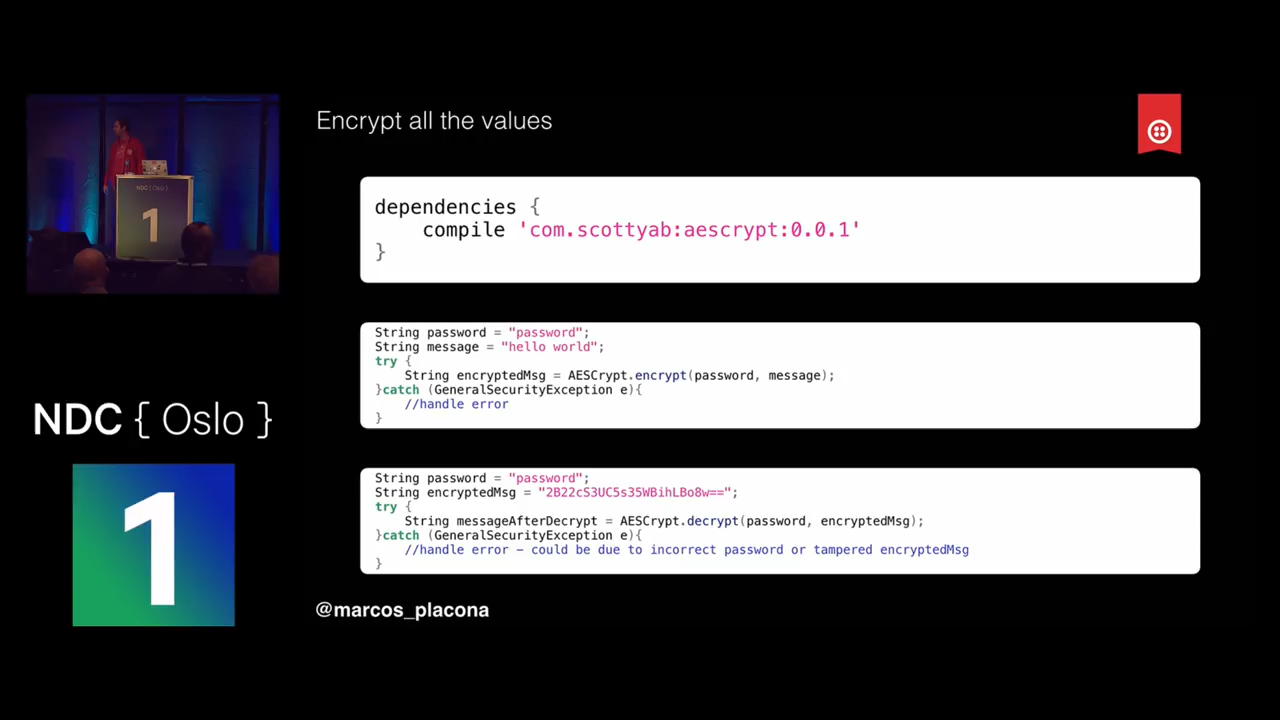 Encrypt all the values
dependencies {
    compile 'com.scottyab:aescrypt:0.0.1'
}
NDC { Oslo }
1
String password = "password";
String message = "hello world";
try {
    String encryptedMsg = AESCrypt.encrypt(password, message);
}catch (GeneralSecurityException e){
    //handle error
}
NDC { Oslo }
1
String password = "password";
String encryptedMsg = "2B22cS3UC5s35WBihLBo8w==";
try {
    String messageAfterDecrypt = AESCrypt.decrypt(password, encryptedMsg);
}catch (GeneralSecurityException e){
    //handle error – could be due to incorrect password or tampered encryptedMsg
}
@marcos_placona